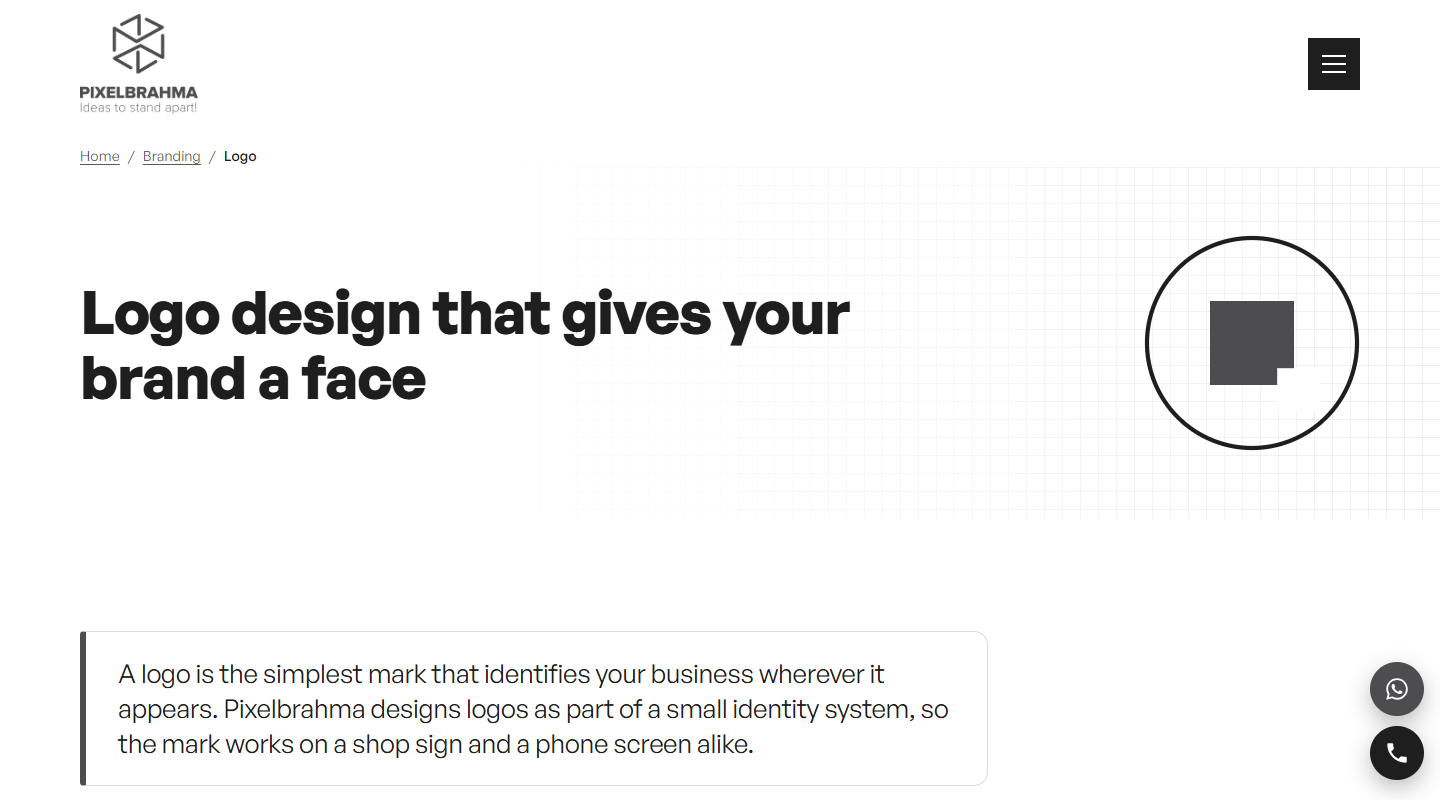 PIXELBRAHMA
Ideas to stand apart!
Home / Branding / Logo
Logo design that gives your
brand a face
A logo is the simplest mark that identifies your business wherever it
appears. Pixelbrahma designs logos as part of a small identity system, so
the mark works on a shop sign and a phone screen alike.